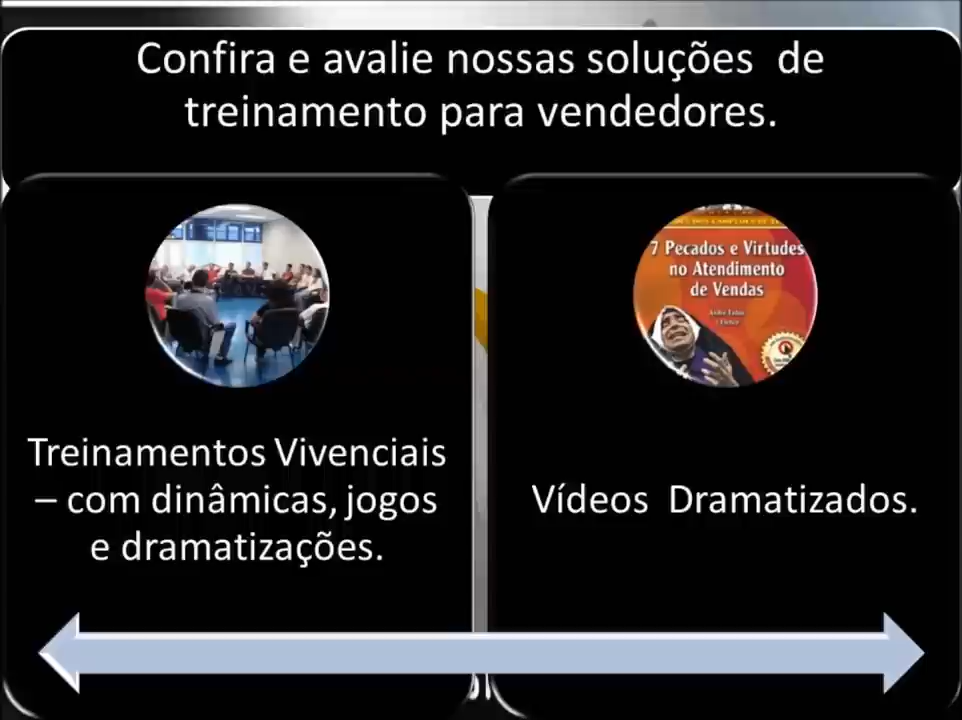 Confira e avalie nossas soluções de
treinamento para vendedores.
7 Pecados e Virtudes
no Atendimento
de Vendas
Treinamentos Vivenciais
– com dinâmicas, jogos
e dramatizações.
Vídeos Dramatizados.